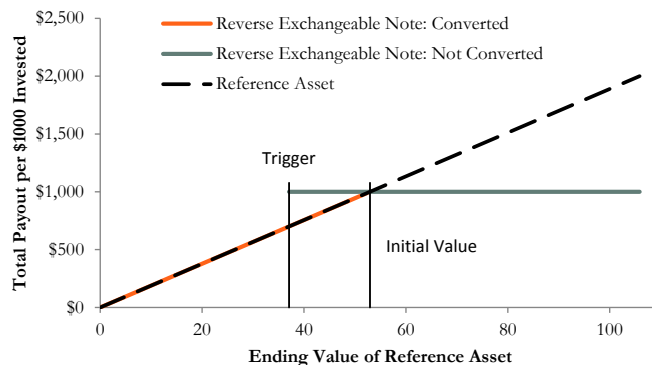 $2,500
$2,000
$1,500
$1,000
$500
$0
Total Payout per $1000 Invested
Reverse Exchangeable Note: Converted
Reverse Exchangeable Note: Not Converted
Reference Asset
Trigger
Initial Value
0 20 40 60 80 100
Ending Value of Reference Asset